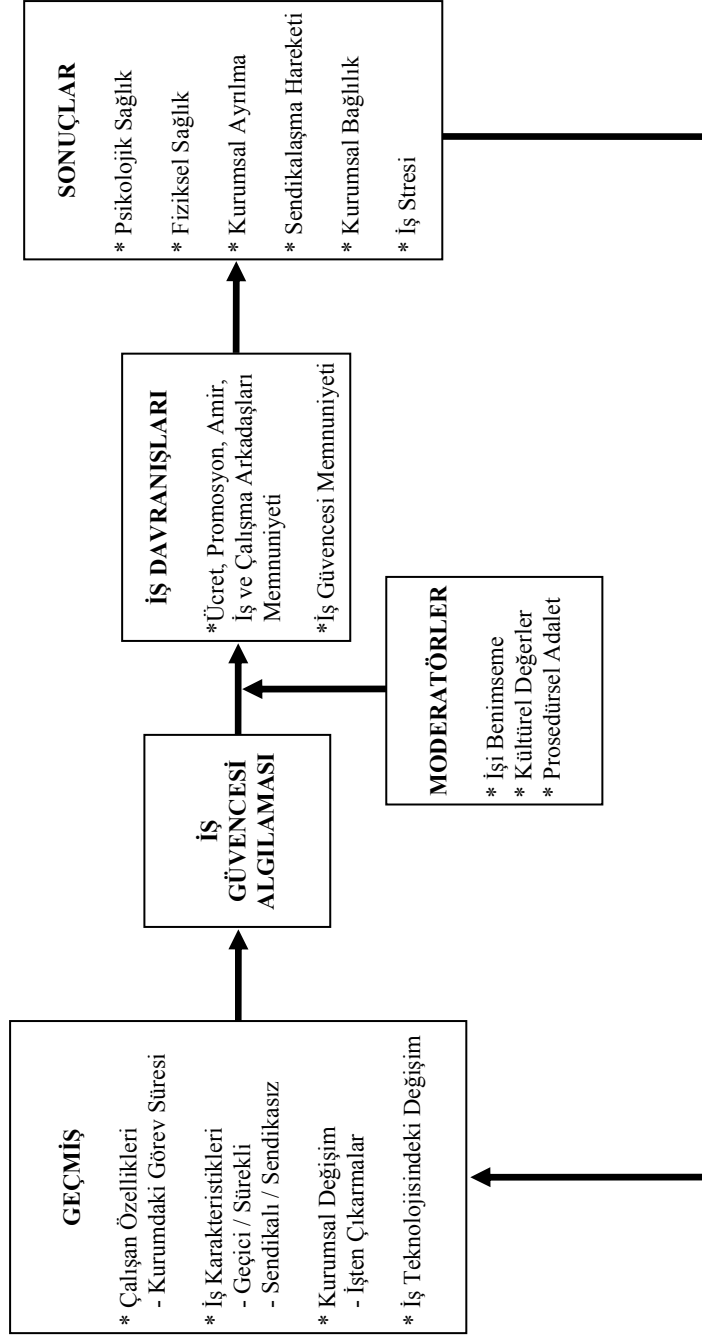 GEÇMİŞ
* Çalışan Özellikleri
- Kurumdaki Görev Süresi
* İş Karakteristikleri
- Geçici / Sürekli
- Sendikalı / Sendikasız
* Kurumsal Değişim
- İşten Çıkarmalar
* İş Teknolojisindeki Değişim
İŞ
GÜVENCESİ
ALGILAMASI
MODERATÖRLER
* İşi Benimseme
* Kültürel Değerler
* Prosedürsel Adalet
İŞ DAVRANIŞLARI
*Ücret, Promosyon, Amir,
İş ve Çalışma Arkadaşları
Memnuniyeti
*İş Güvencesi Memnuniyeti
SONUÇLAR
* Psikolojik Sağlık
* Fiziksel Sağlık
* Kurumsal Ayrılma
* Sendikalaşma Hareketi
* Kurumsal Bağlılık
* İş Stresi